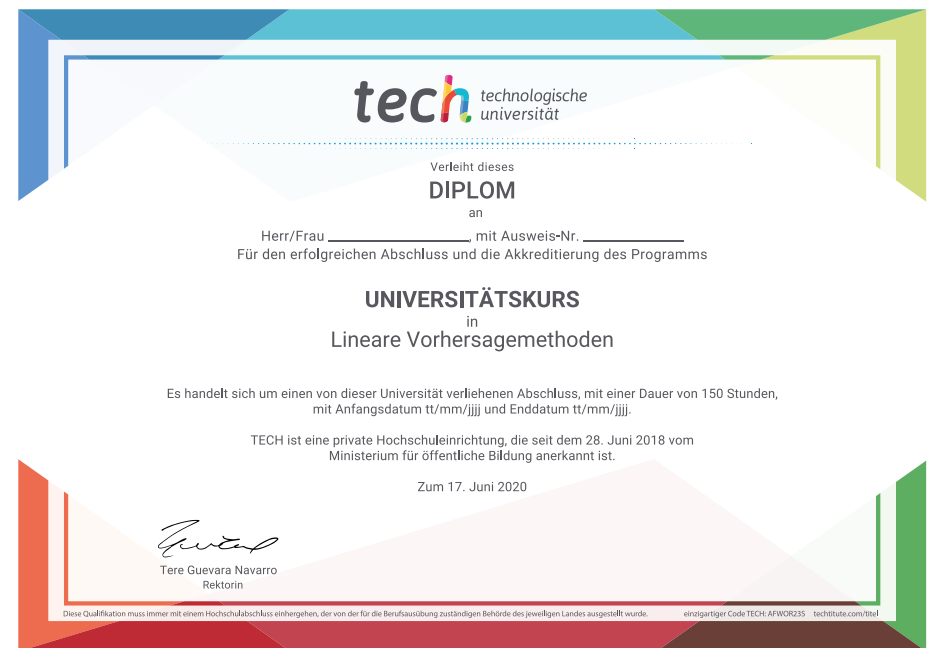 tech technologische
universität
Verleiht dieses
DIPLOM
an
Herr/Frau ____________________, mit Ausweis-Nr. ______________
Für den erfolgreichen Abschluss und die Akkreditierung des Programms
UNIVERSITÄTSKURS
in
Lineare Vorhersagemethoden
Es handelt sich um einen von dieser Universität verliehenen Abschluss, mit einer Dauer von 150 Stunden,
mit Anfangsdatum tt/mm/jjjj und Enddatum tt/mm/jjjj.
TECH ist eine private Hochschuleinrichtung, die seit dem 28. Juni 2018 vom
Ministerium für öffentliche Bildung anerkannt ist.
Zum 17. Juni 2020
Tere Guevara Navarro
Rektorin
Diese Qualifikation muss immer mit einem Hochschulabschluss einhergehen, der von der für die Berufsausübung zuständigen Behörde des jeweiligen Landes ausgestellt wurde. einzigartiger Code TECH: AFWOR23S techtitute.com/titel